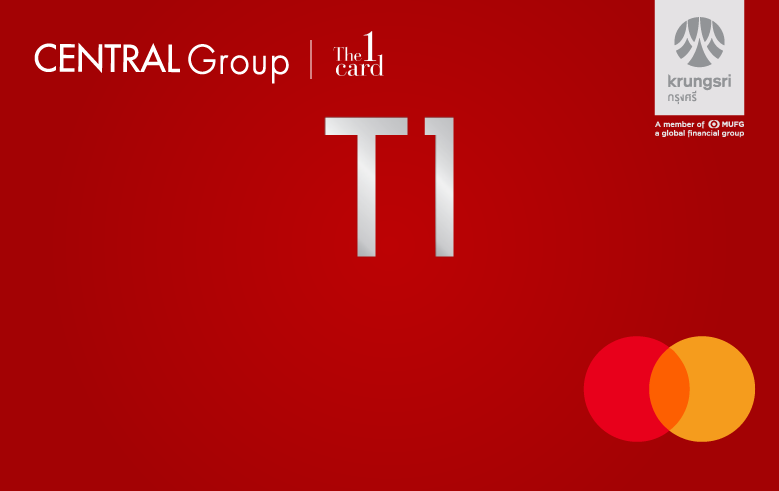 CENTRAL Group
The 1
card
krungsri
กรุงศรี
A member of MUFG
a global financial group
T1